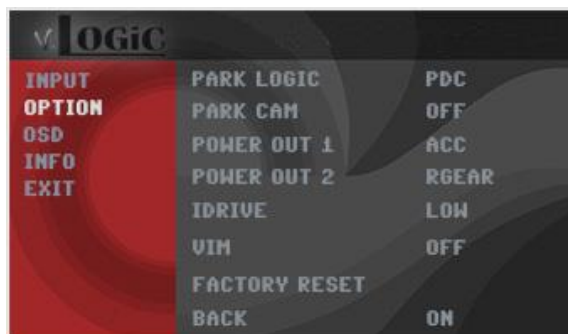 V.LOGiC
INPUT
OPTION
OSD
INFO
EXIT
PARK LOGIC PDC
PARK CAM OFF
POWER OUT 1 ACC
POWER OUT 2 RGEAR
IDRIVE LOW
VIM OFF
FACTORY RESET
BACK ON